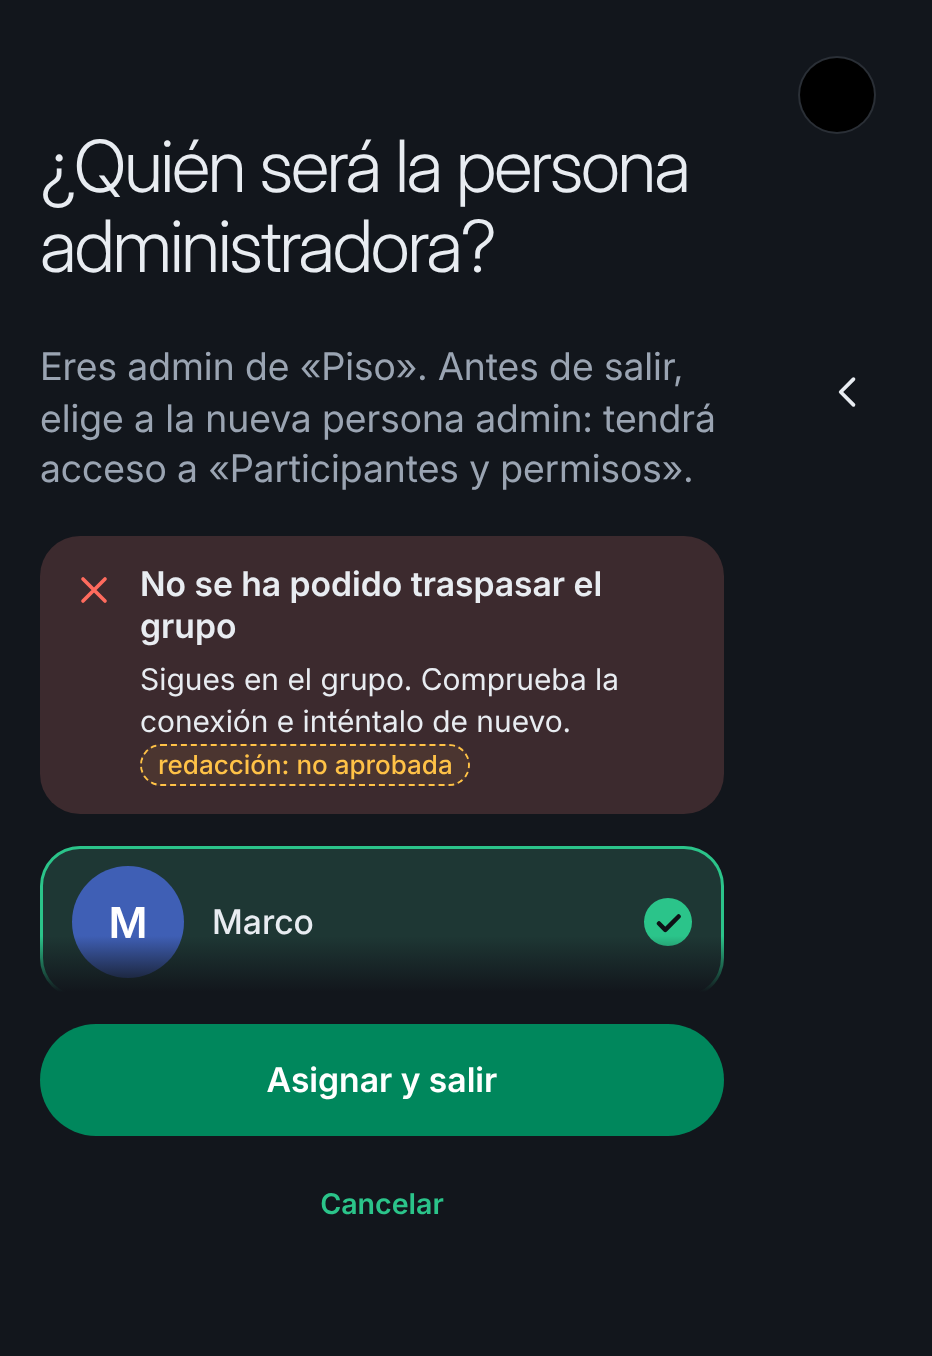 ¿Quién será la persona
administradora?
Eres admin de «Piso». Antes de salir,
elige a la nueva persona admin: tendrá
acceso a «Participantes y permisos».
No se ha podido traspasar el
grupo
Sigues en el grupo. Comprueba la
conexión e inténtalo de nuevo.
redacción: no aprobada
M
Marco
Asignar y salir
Cancelar